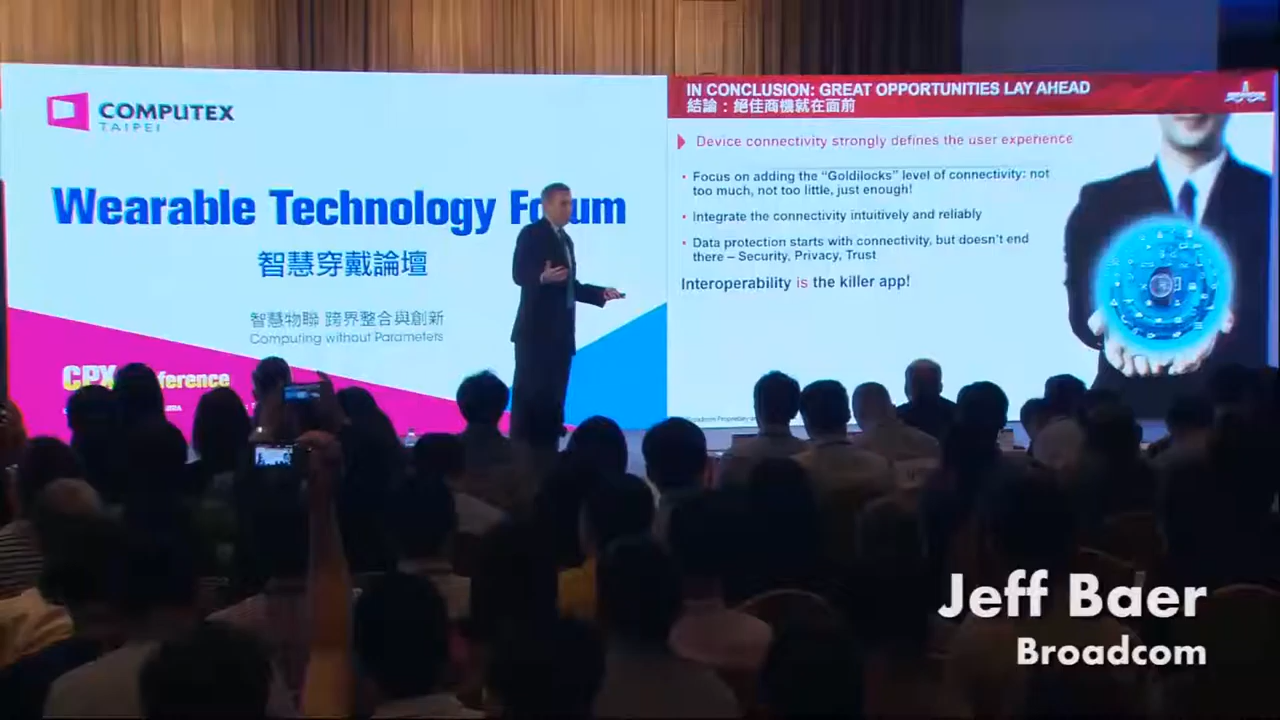 COMPUTEX
TAIPEI
Wearable Technology Fo um
智慧穿戴論壇
智慧物聯 跨界整合與創新
Computing without Parameters
CPX ference
IN CONCLUSION: GREAT OPPORTUNITIES LAY AHEAD
結論：絕佳商機就在面前
Device connectivity strongly defines the user experience
• Focus on adding the “Goldilocks” level of connectivity: not
too much, not too little, just enough!
• Integrate the connectivity intuitively and reliably
• Data protection starts with connectivity, but doesn’t end
there – Security, Privacy, Trust
Interoperability is the killer app!
Broadcom Proprietary
Jeff Baer
Broadcom